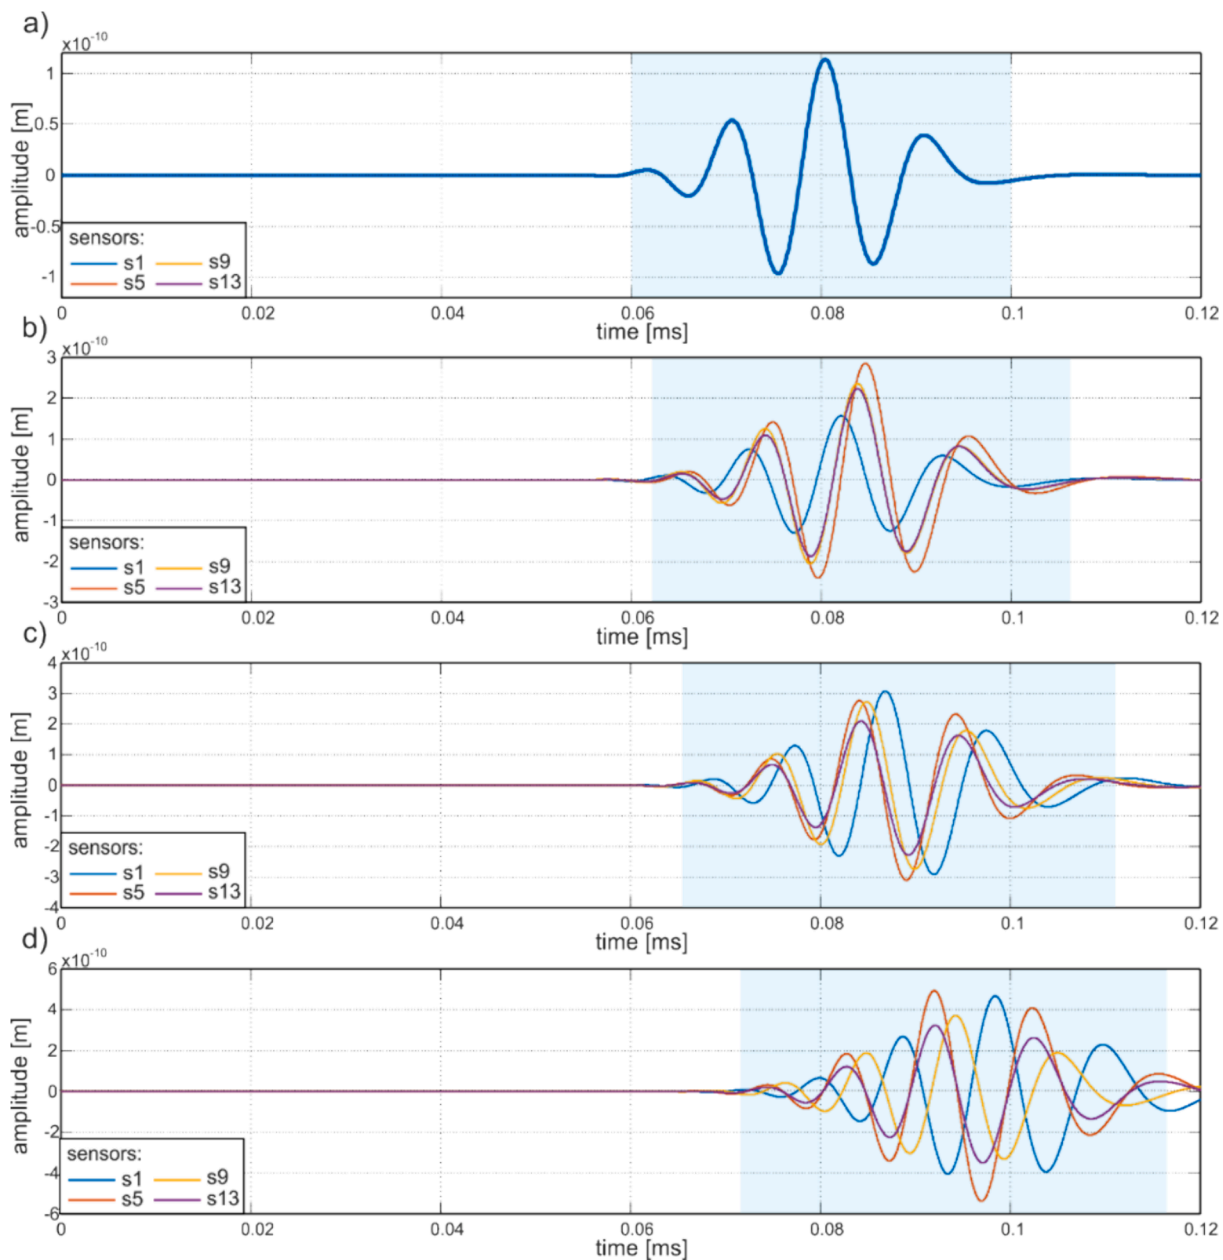 a)
x10⁻¹⁰
1
0.5
0
-0.5
-1
amplitude [m]
sensors:
s1 s9
s5 s13
0 0.02 0.04 0.06 0.08 0.1 0.12
time [ms]
b)
x10⁻¹⁰
3
2
1
0
-1
-2
-3
amplitude [m]
sensors:
s1 s9
s5 s13
0 0.02 0.04 0.06 0.08 0.1 0.12
time [ms]
c)
x10⁻¹⁰
4
3
2
1
0
-1
-2
-3
-4
amplitude [m]
sensors:
s1 s9
s5 s13
0 0.02 0.04 0.06 0.08 0.1 0.12
time [ms]
d)
x10⁻¹⁰
6
4
2
0
-2
-4
-6
amplitude [m]
sensors:
s1 s9
s5 s13
0 0.02 0.04 0.06 0.08 0.1 0.12
time [ms]